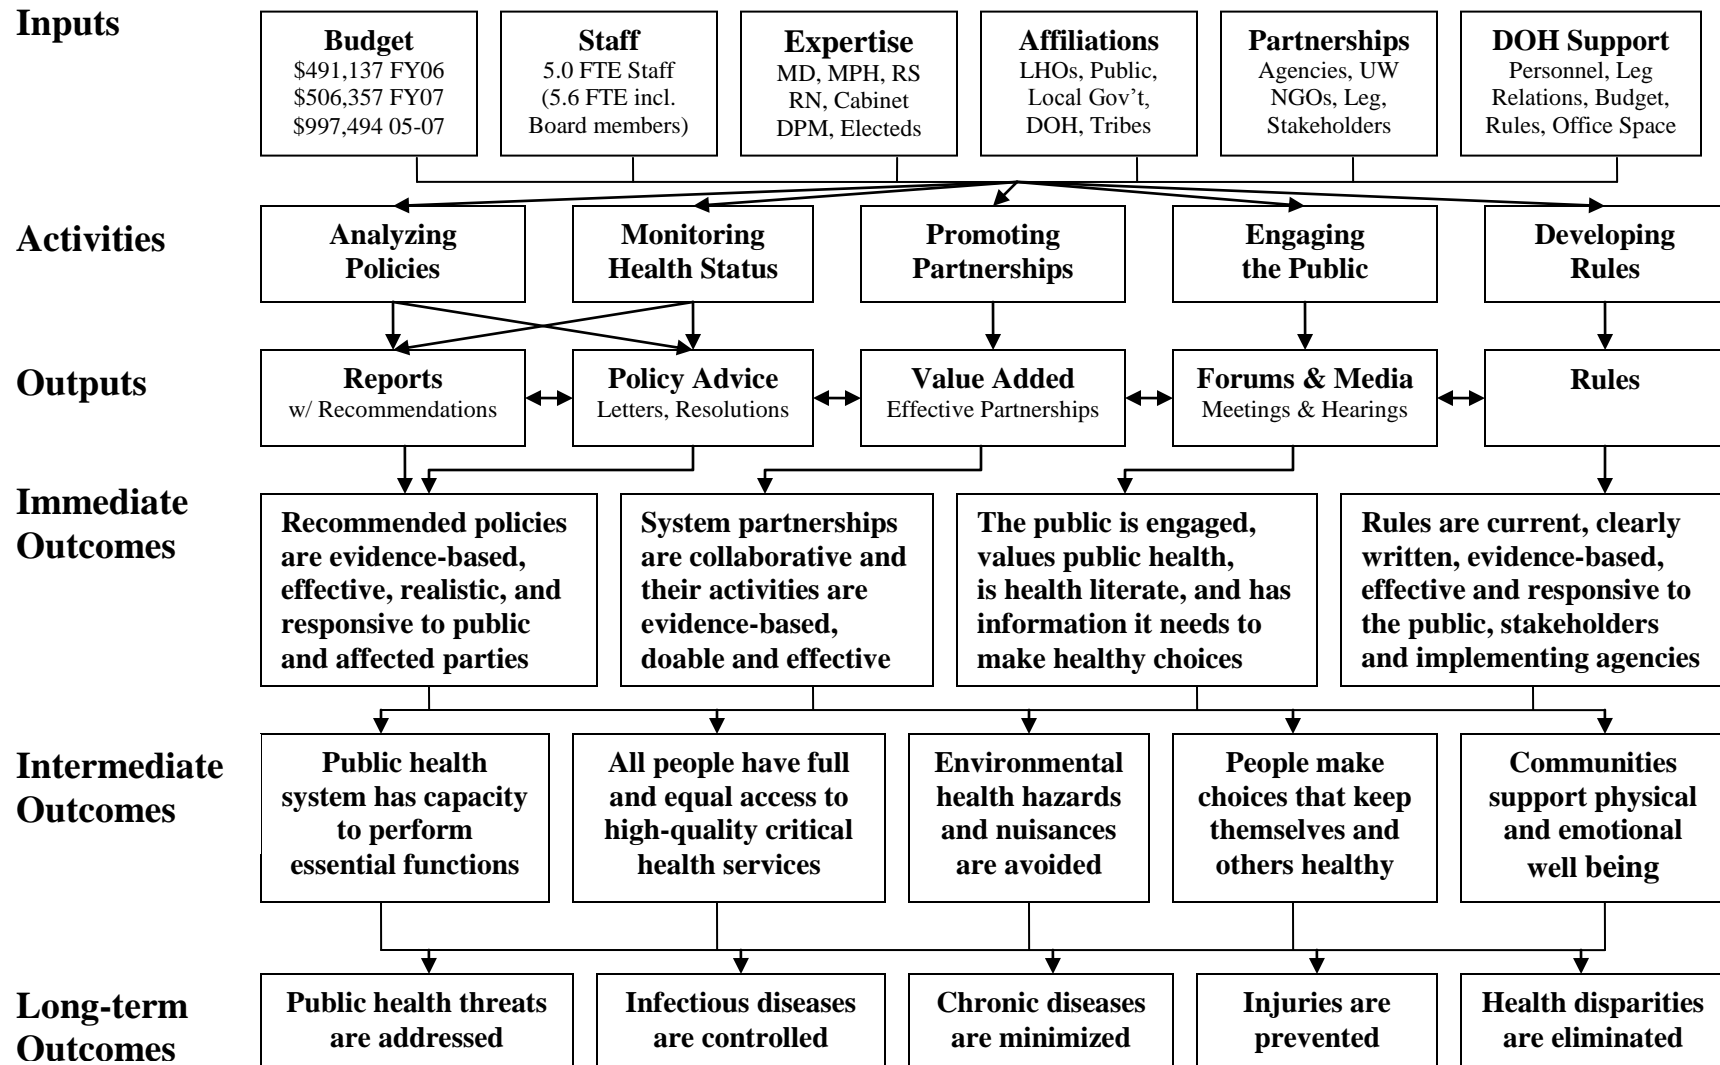 Inputs
Budget
$491,137 FY06
$506,357 FY07
$997,494 05-07
Staff
5.0 FTE Staff
(5.6 FTE incl.
Board members)
Expertise
MD, MPH, RS
RN, Cabinet
DPM, Electeds
Affiliations
LHOs, Public,
Local Gov’t,
DOH, Tribes
Partnerships
Agencies, UW
NGOs, Leg,
Stakeholders
DOH Support
Personnel, Leg
Relations, Budget,
Rules, Office Space
Activities
Analyzing
Policies
Monitoring
Health Status
Promoting
Partnerships
Engaging
the Public
Developing
Rules
Outputs
Reports
w/ Recommendations
Policy Advice
Letters, Resolutions
Value Added
Effective Partnerships
Forums & Media
Meetings & Hearings
Rules
Immediate
Outcomes
Recommended policies
are evidence-based,
effective, realistic, and
responsive to public
and affected parties
System partnerships
are collaborative and
their activities are
evidence-based,
doable and effective
The public is engaged,
values public health,
is health literate, and has
information it needs to
make healthy choices
Rules are current, clearly
written, evidence-based,
effective and responsive to
the public, stakeholders
and implementing agencies
Intermediate
Outcomes
Public health
system has capacity
to perform
essential functions
All people have full
and equal access to
high-quality critical
health services
Environmental
health hazards
and nuisances
are avoided
People make
choices that keep
themselves and
others healthy
Communities
support physical
and emotional
well being
Long-term
Outcomes
Public health threats
are addressed
Infectious diseases
are controlled
Chronic diseases
are minimized
Injuries are
prevented
Health disparities
are eliminated